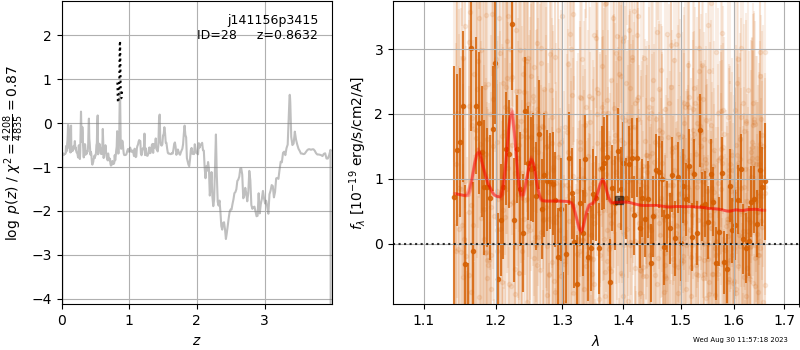 j141156p3415
ID=28 z=0.8632
log p(z) / χ² = 4208/4835 = 0.87
2
1
0
−1
−2
−3
−4
0 1 2 3
z
f_λ [10⁻¹⁹ erg/s/cm2/A]
3
2
1
0
1.1 1.2 1.3 1.4 1.5 1.6 1.7
λ
Wed Aug 30 11:57:18 2023